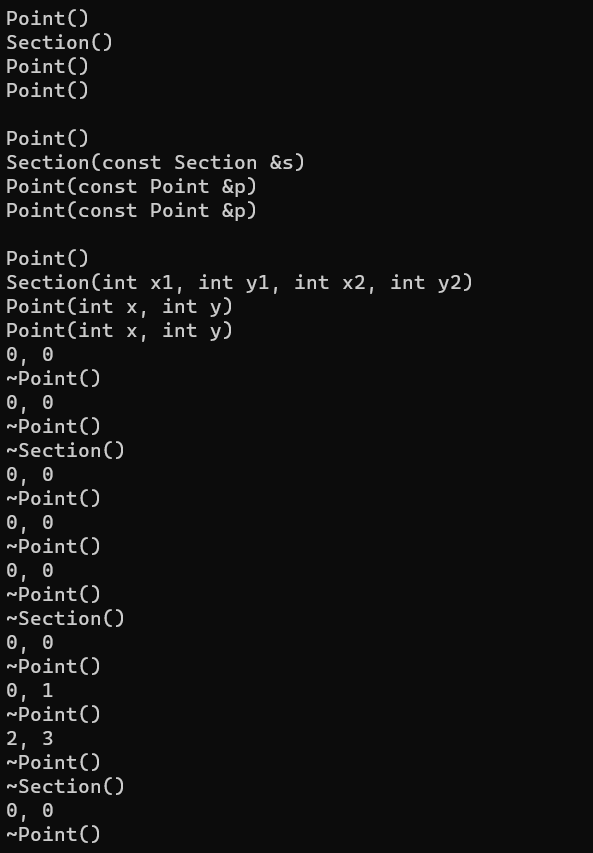 Point()
Section()
Point()
Point()
Point()
Section(const Section &s)
Point(const Point &p)
Point(const Point &p)
Point()
Section(int x1, int y1, int x2, int y2)
Point(int x, int y)
Point(int x, int y)
0, 0
~Point()
0, 0
~Point()
~Section()
0, 0
~Point()
0, 0
~Point()
0, 0
~Point()
~Section()
0, 0
~Point()
0, 1
~Point()
2, 3
~Point()
~Section()
0, 0
~Point()